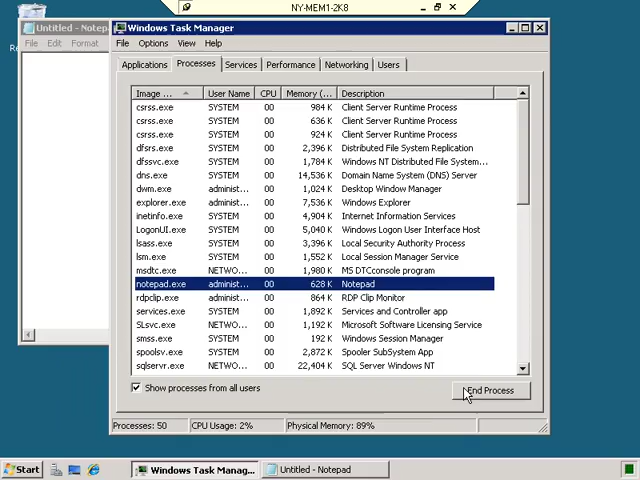 NY-MEM1-2K8
Untitled - Notepa
File Edit Format
Windows Task Manager
File Options View Help
Applications Processes Services Performance Networking Users
Image ... User Name CPU Memory (... Description
csrss.exe SYSTEM 00 984 K Client Server Runtime Process
csrss.exe SYSTEM 00 636 K Client Server Runtime Process
csrss.exe SYSTEM 00 924 K Client Server Runtime Process
dfsrs.exe SYSTEM 00 2,396 K Distributed File System Replication
dfssvc.exe SYSTEM 00 1,784 K Windows NT Distributed File System...
dns.exe SYSTEM 00 14,536 K Domain Name System (DNS) Server
dwm.exe administ... 00 1,024 K Desktop Window Manager
explorer.exe administ... 00 7,536 K Windows Explorer
inetinfo.exe SYSTEM 00 4,904 K Internet Information Services
LogonUI.exe SYSTEM 00 5,040 K Windows Logon User Interface Host
lsass.exe SYSTEM 00 3,396 K Local Security Authority Process
lsm.exe SYSTEM 00 1,256 K Local Session Manager Service
msdtc.exe NETWO... 00 1,980 K MS DTCconsole program
notepad.exe administ... 00 628 K Notepad
rdpclip.exe administ... 00 864 K RDP Clip Monitor
services.exe SYSTEM 00 1,892 K Services and Controller app
SLsvc.exe NETWO... 00 1,192 K Microsoft Software Licensing Service
smss.exe SYSTEM 00 192 K Windows Session Manager
spoolsv.exe SYSTEM 00 2,872 K Spooler SubSystem App
sqlservr.exe NETWO... 00 22,404 K SQL Server Windows NT
Show processes from all users
End Process
Processes: 50 CPU Usage: 2% Physical Memory: 89%
Start Windows Task Manag... Untitled - Notepad